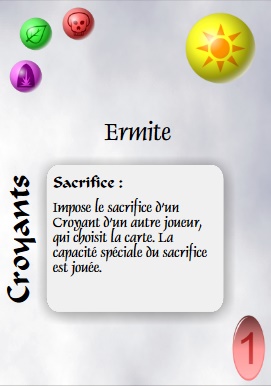 Ermite
Croyants
Sacrifice :
Impose le sacrifice d'un
Croyant d'un autre joueur,
qui choisit la carte. La
capacité spéciale du sacrifice
est jouée.
1